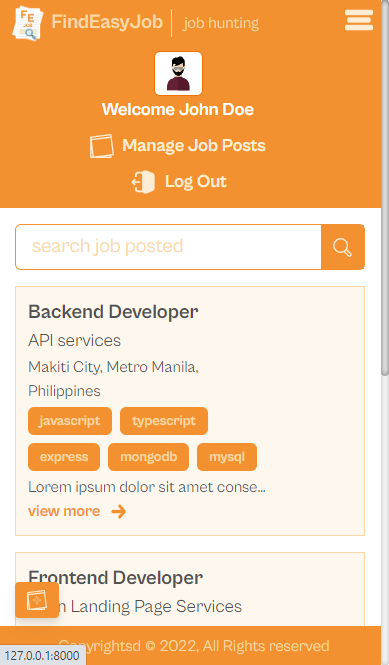 FE
JOB
FindEasyJob
job hunting
Welcome John Doe
Manage Job Posts
Log Out
search job posted
Backend Developer
API services
Makiti City, Metro Manila,
Philippines
javascript
typescript
express
mongodb
mysql
Lorem ipsum dolor sit amet conse...
view more
Frontend Developer
Landing Page Services
Copyrightsd © 2022, All Rights reserved
127.0.0.1:8000